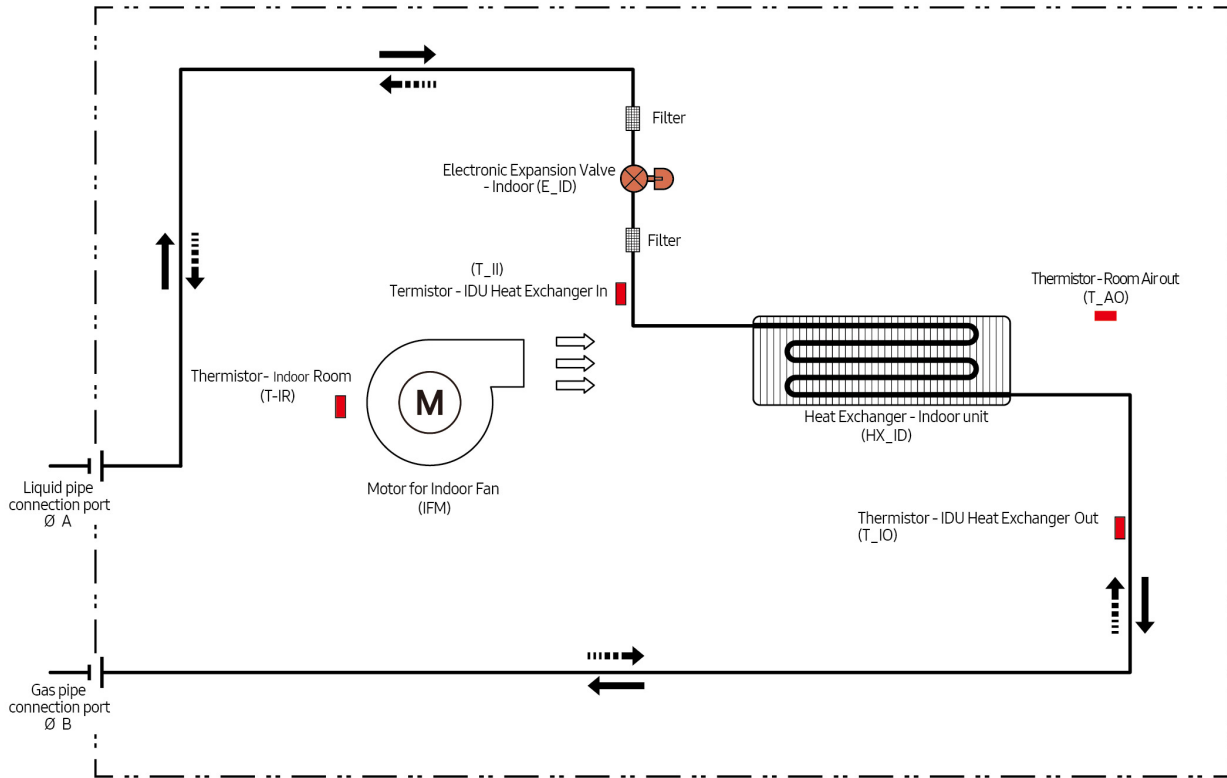 Filter
Electronic Expansion Valve
- Indoor (E_ID)
Filter
(T_II)
Termistor - IDU Heat Exchanger In
Thermistor - Room Air out
(T_AO)
Thermistor - Indoor Room
(T-IR)
M
Heat Exchanger - Indoor unit
(HX_ID)
Motor for Indoor Fan
(IFM)
Liquid pipe
connection port
Ø A
Thermistor - IDU Heat Exchanger Out
(T_IO)
Gas pipe
connection port
Ø B